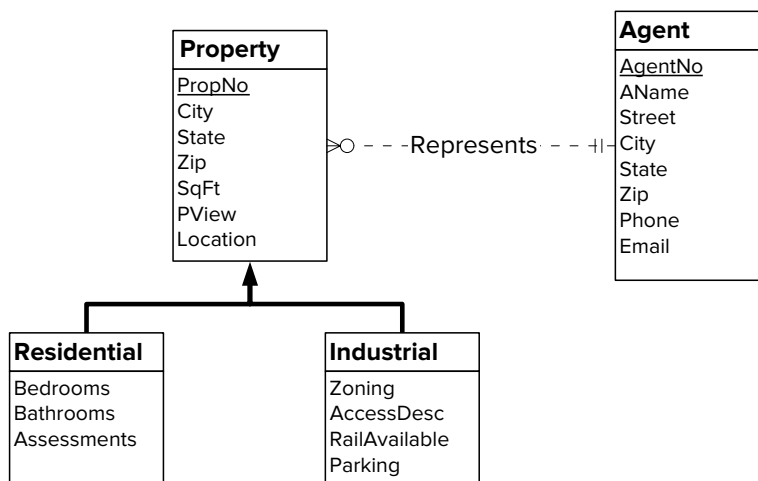 Property
PropNo
City
State
Zip
SqFt
PView
Location
Represents
Agent
AgentNo
AName
Street
City
State
Zip
Phone
Email
Residential
Bedrooms
Bathrooms
Assessments
Industrial
Zoning
AccessDesc
RailAvailable
Parking